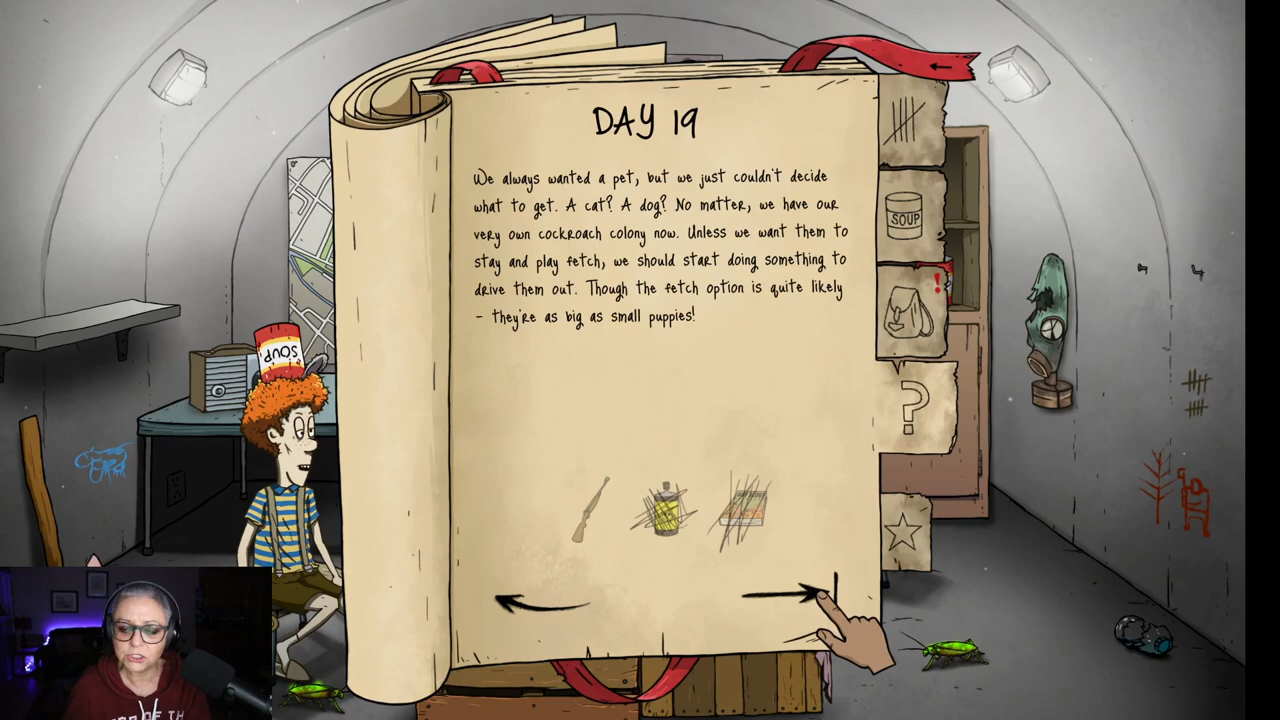 DAY 19
We always wanted a pet, but we just couldn't decide
what to get. A cat? A dog? No matter, we have our
very own cockroach colony now. Unless we want them to
stay and play fetch, we should start doing something to
drive them out. Though the fetch option is quite likely
- they're as big as small puppies!
SOUP
SOUP
!
?